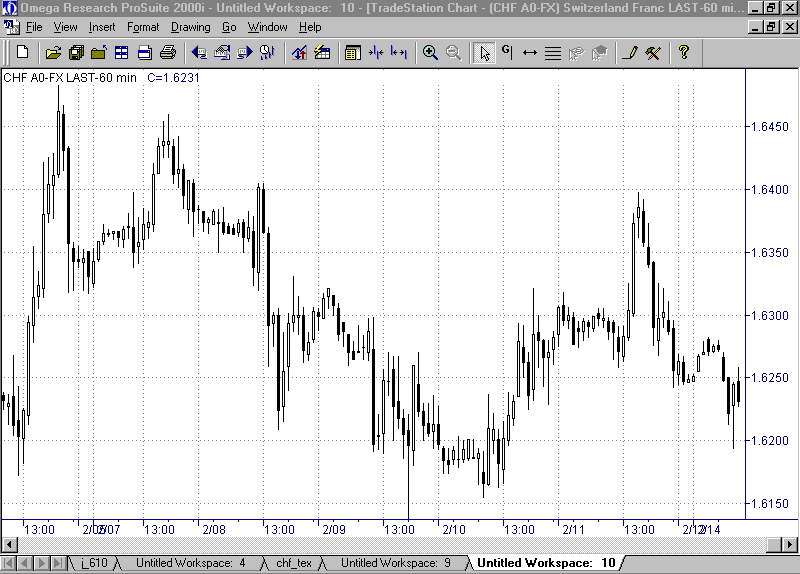 Omega Research ProSuite 2000i - Untitled Workspace: 10 - [TradeStation Chart - (CHF A0-FX) Switzerland Franc LAST-60 mi...
File View Insert Format Drawing Go Window Help
CHF A0-FX LAST-60 min C=1.6231
1.6450
1.6400
1.6350
1.6300
1.6250
1.6200
1.6150
13:00 2/07 13:00 2/08 13:00 2/09 13:00 2/10 13:00 2/11 13:00 2/14
j_610 Untitled Workspace: 4 chf_tex Untitled Workspace: 9 Untitled Workspace: 10